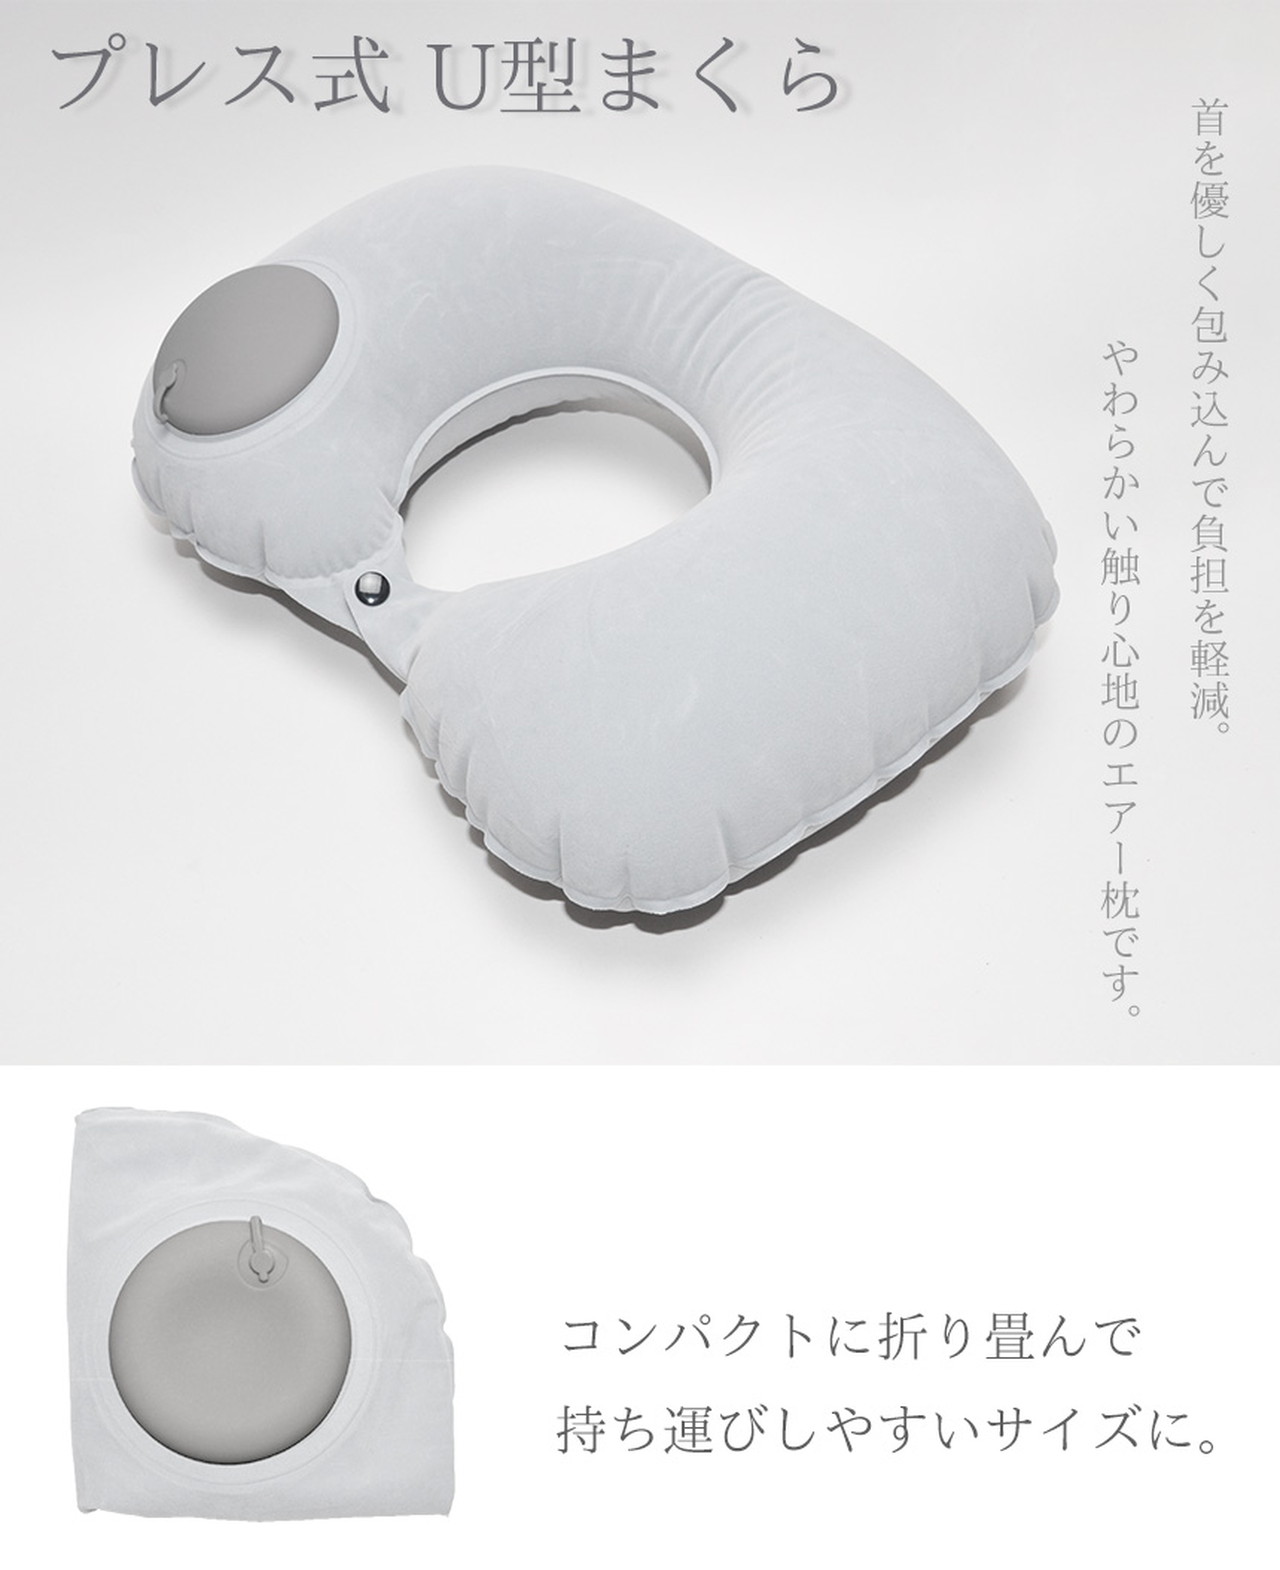 プレス式 U型まくら
首を優しく包み込んで負担を軽減。
やわらかい触り心地のエアー枕です。
コンパクトに折り畳んで
持ち運びしやすいサイズに。